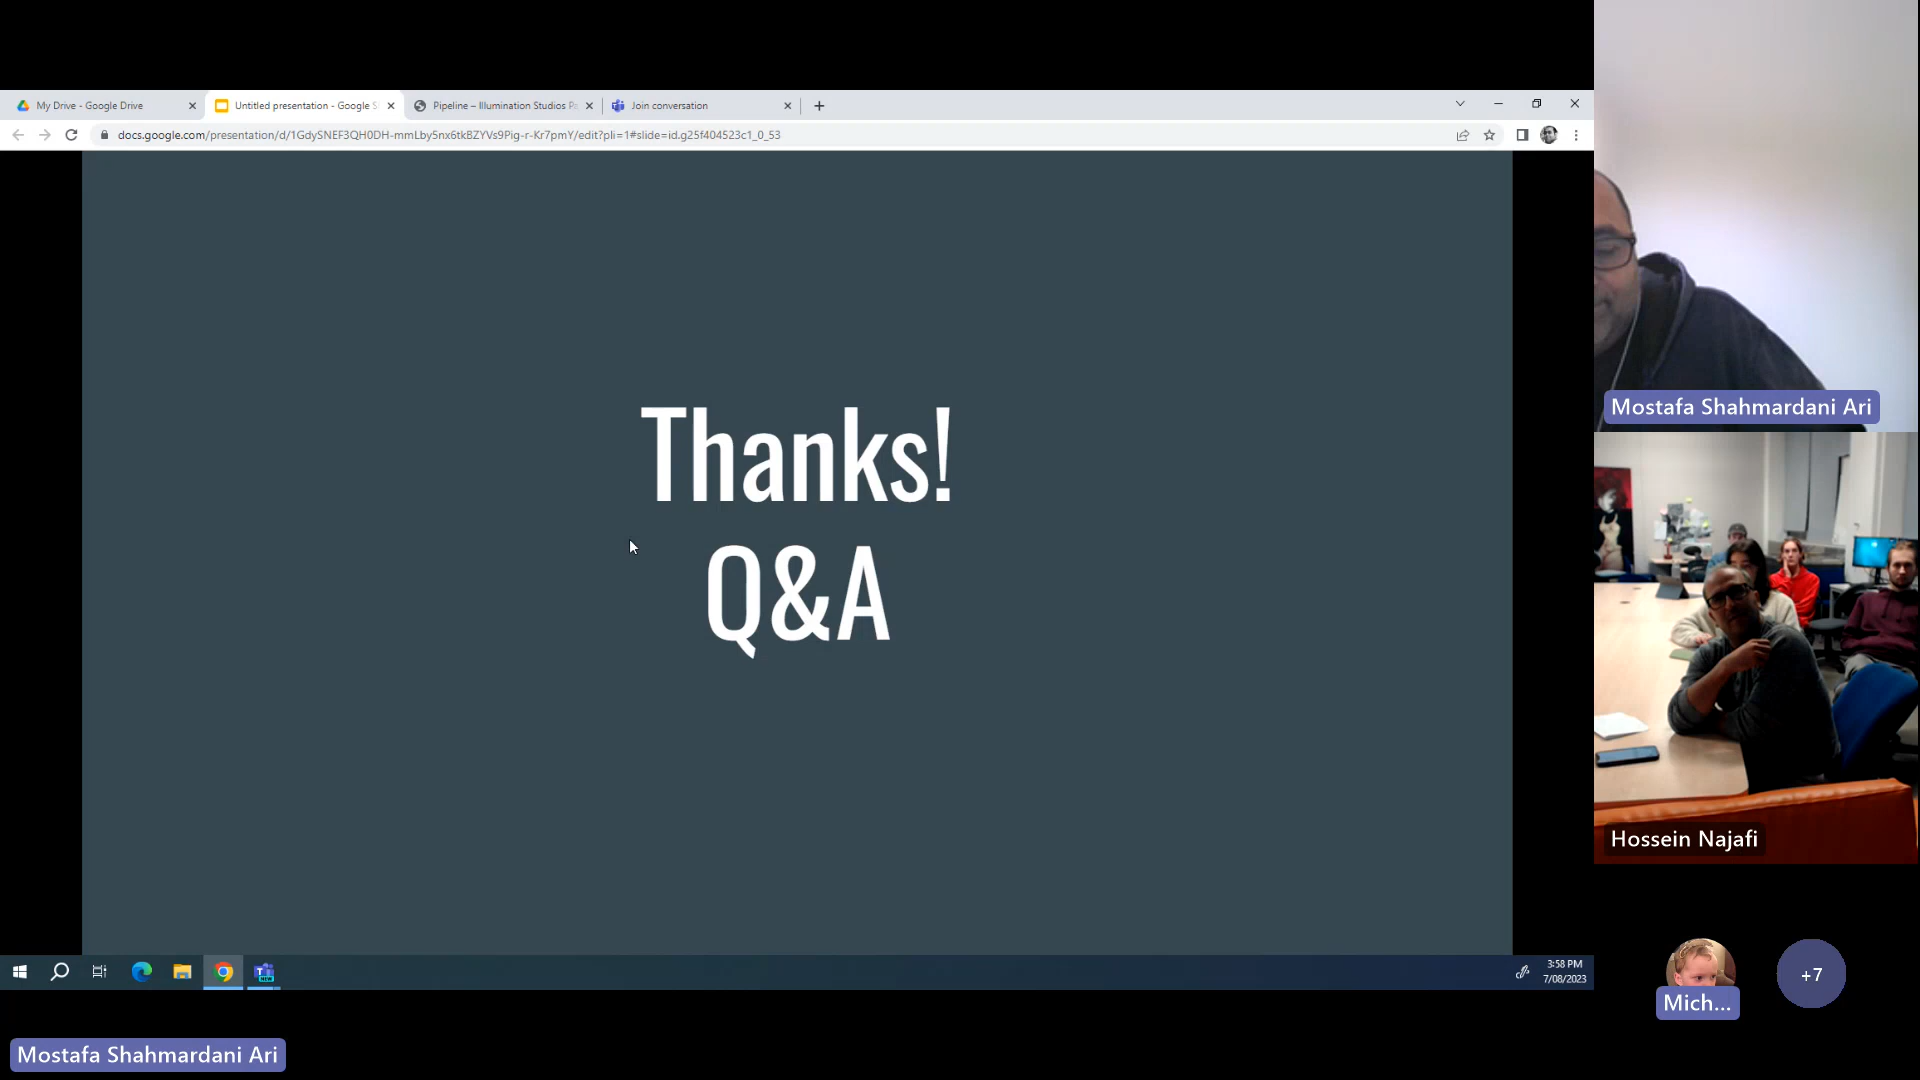 My Drive - Google Drive
Untitled presentation - Google S
Pipeline – Illumination Studios Pa
Join conversation
docs.google.com/presentation/d/1GdySNEF3QH0DH-mmLby5nx6tkBZYVs9Pig-r-Kr7pmY/edit?pli=1#slide=id.g25f404523c1_0_53
Thanks!
Q&A
Mostafa Shahmardani Ari
Hossein Najafi
3:58 PM
7/08/2023
Mich...
+7
Mostafa Shahmardani Ari